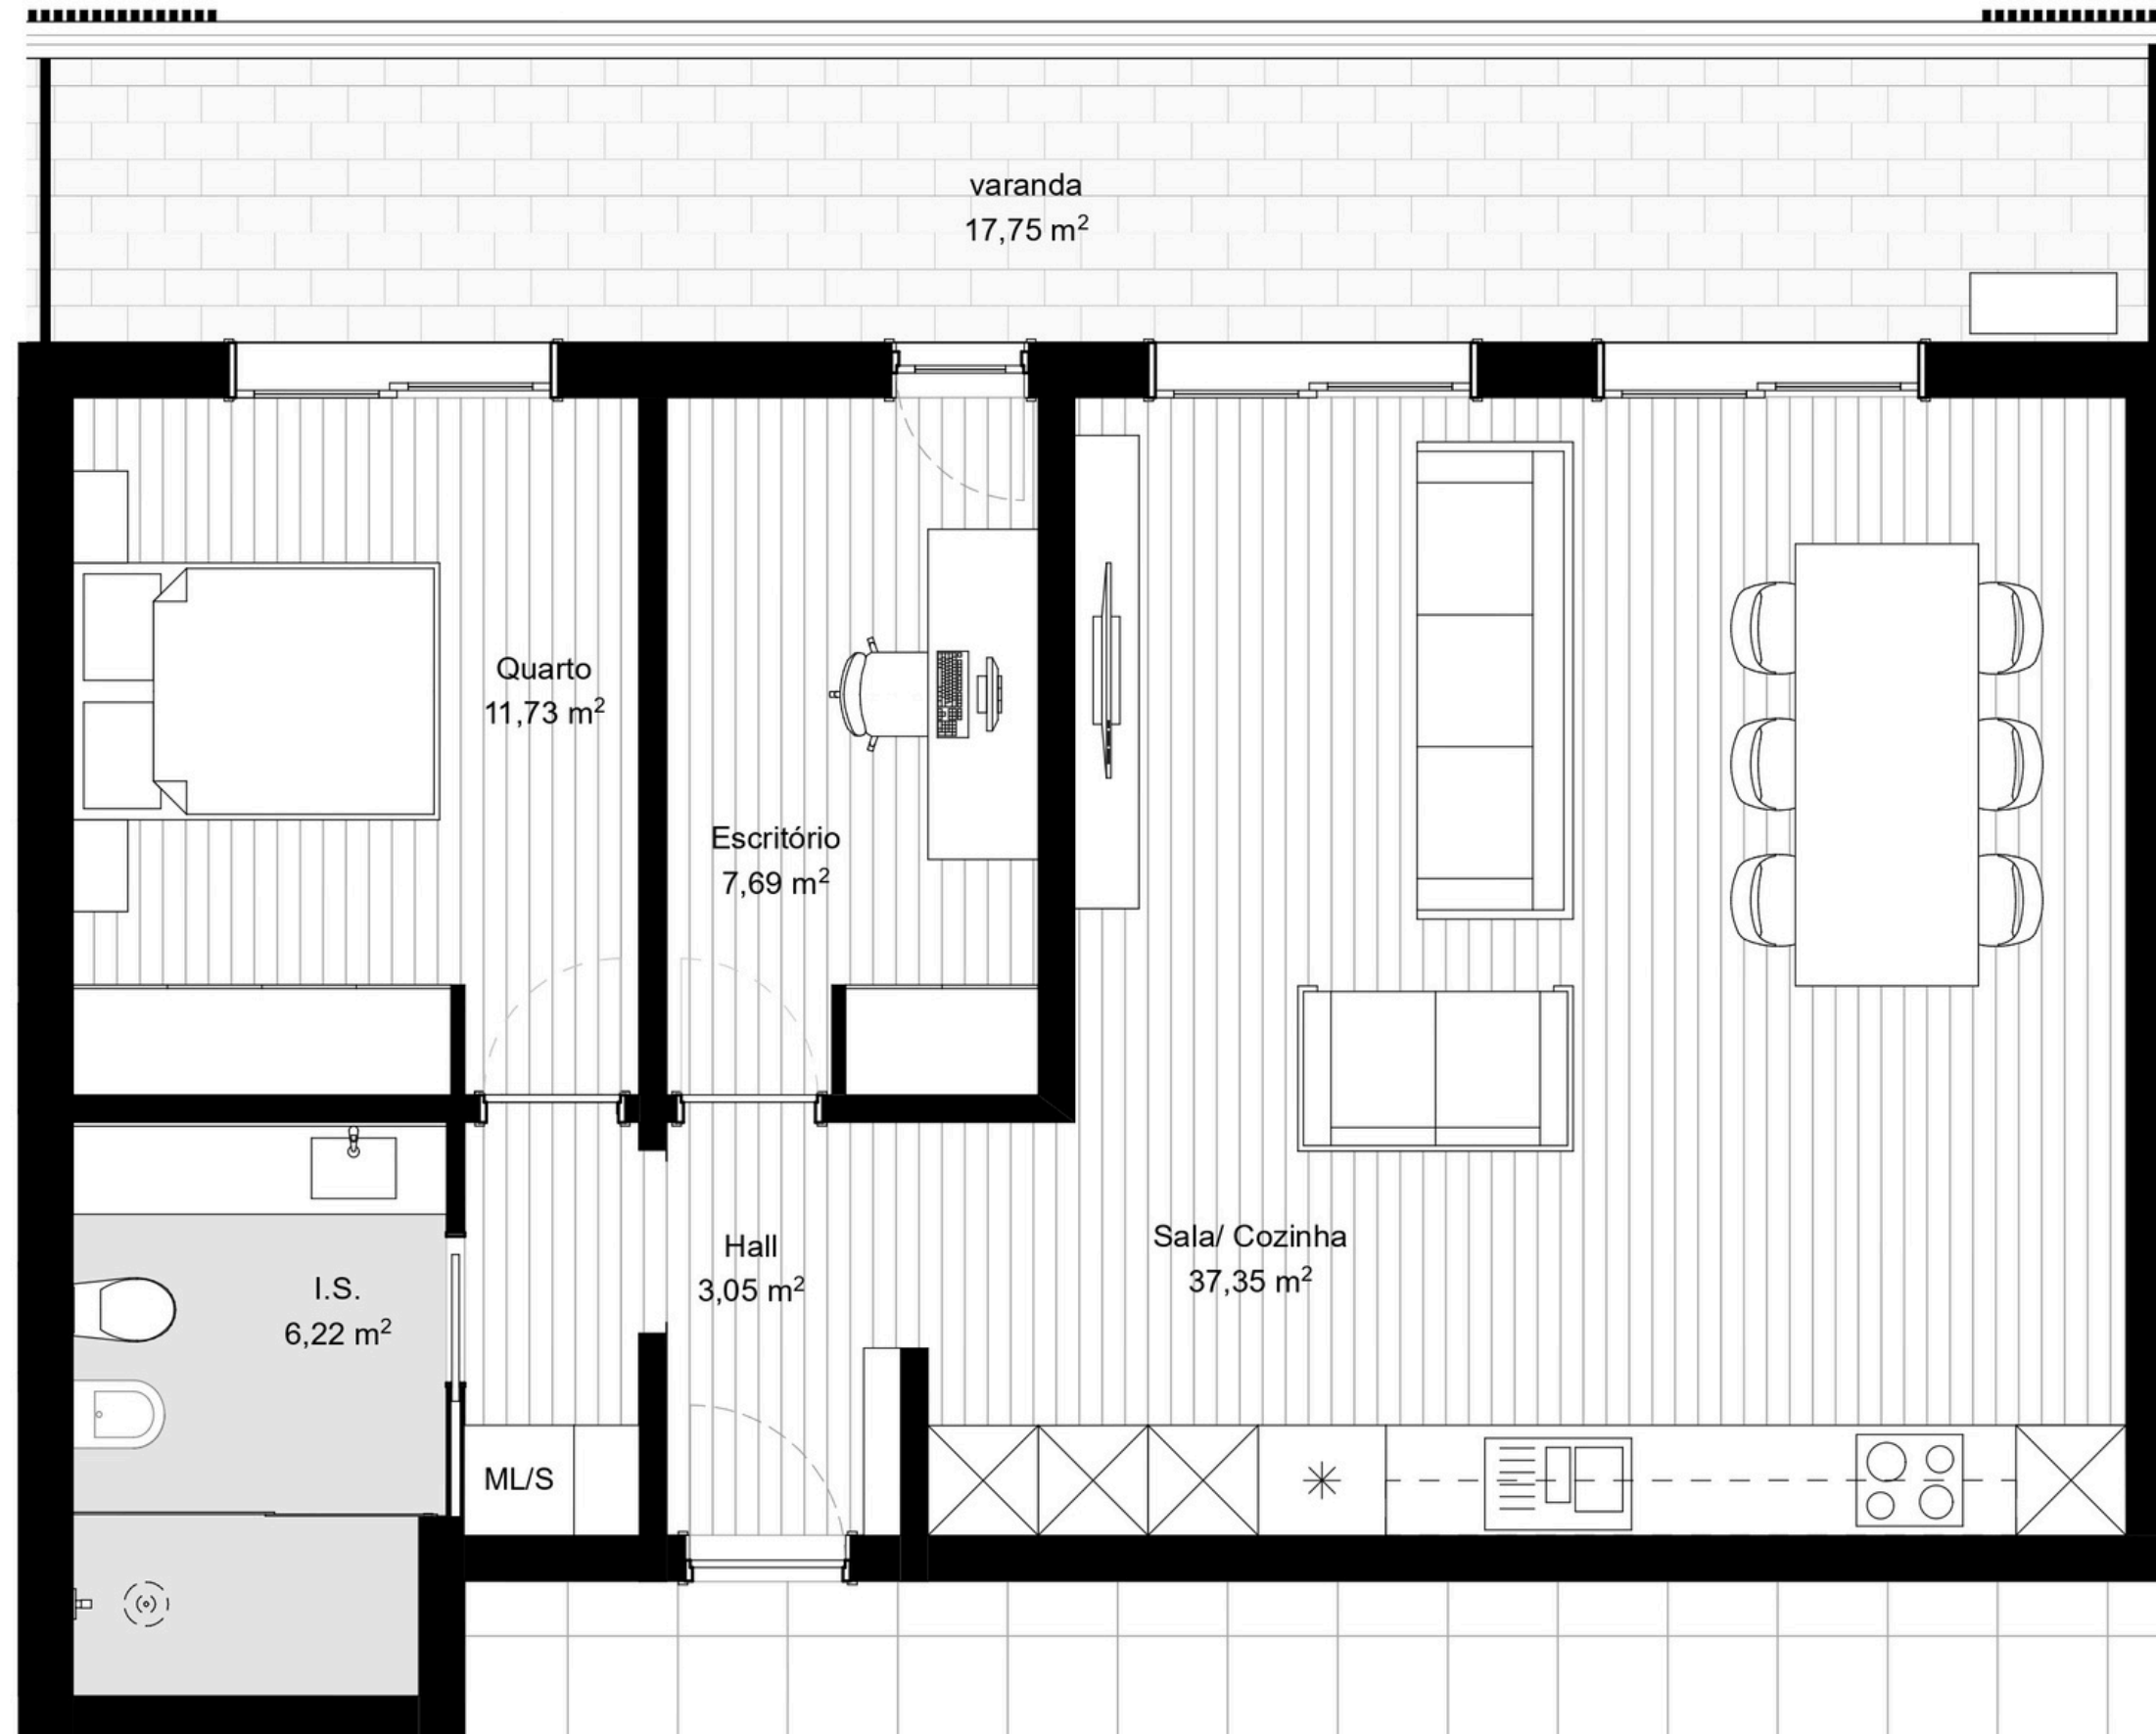 varanda
17,75 m²
Quarto
11,73 m²
Escritório
7,69 m²
Hall
3,05 m²
Sala/ Cozinha
37,35 m²
I.S.
6,22 m²
ML/S